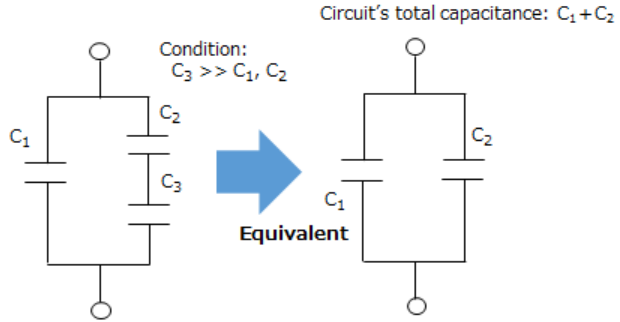 Circuit's total capacitance: C₁+C₂
Condition:
C₃ >> C₁, C₂
C₁
C₂
C₃
Equivalent
C₁
C₂